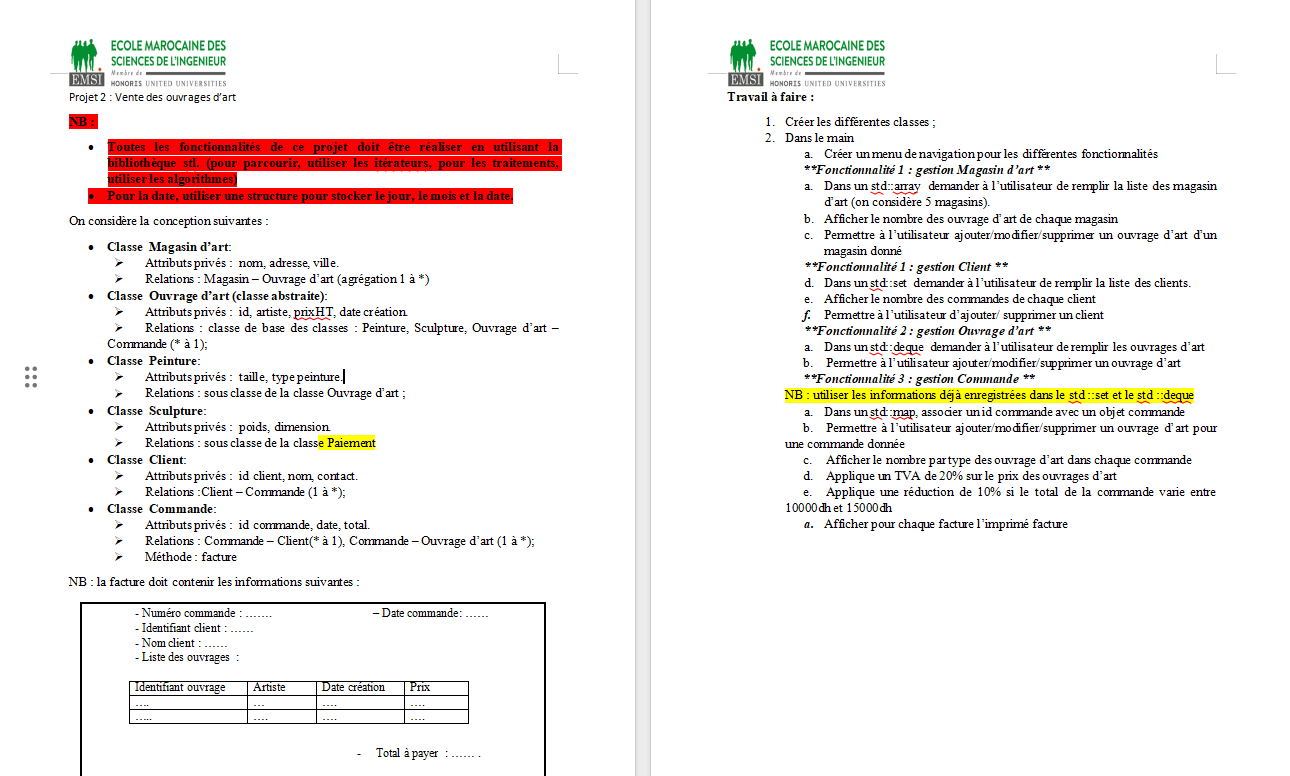 ECOLE MAROCAINE DES
SCIENCES DE L'INGENIEUR
Membre de
EMSI HONORIS UNITED UNIVERSITIES
Projet 2 : Vente des ouvrages d'art
NB :
• Toutes les fonctionnalités de ce projet doit être réaliser en utilisant la
bibliothèque stl. (pour parcourir, utiliser les itérateurs, pour les traitements,
utiliser les algorithmes)
• Pour la date, utiliser une structure pour stocker le jour, le mois et la date.
On considère la conception suivantes :
• Classe Magasin d'art:
➢ Attributs privés : nom, adresse, ville.
➢ Relations : Magasin – Ouvrage d'art (agrégation 1 à *)
• Classe Ouvrage d'art (classe abstraite):
➢ Attributs privés : id, artiste, prixHT, date création.
➢ Relations : classe de base des classes : Peinture, Sculpture, Ouvrage d'art –
Commande (* à 1);
• Classe Peinture:
➢ Attributs privés : taille, type peinture.
➢ Relations : sous classe de la classe Ouvrage d'art ;
• Classe Sculpture:
➢ Attributs privés : poids, dimension.
➢ Relations : sous classe de la classe Paiement
• Classe Client:
➢ Attributs privés : id client, nom, contact.
➢ Relations :Client – Commande (1 à *);
• Classe Commande:
➢ Attributs privés : id commande, date, total.
➢ Relations : Commande – Client(* à 1), Commande – Ouvrage d'art (1 à *);
➢ Méthode : facture
NB : la facture doit contenir les informations suivantes :
- Numéro commande : ……. – Date commande: ……
- Identifiant client : ……
- Nom client : ……
- Liste des ouvrages :
Identifiant ouvrage Artiste Date création Prix
…. … …. ….
….. …. …. ….
- Total à payer : …… .
ECOLE MAROCAINE DES
SCIENCES DE L'INGENIEUR
Membre de
EMSI HONORIS UNITED UNIVERSITIES
Travail à faire :
1. Créer les différentes classes ;
2. Dans le main
a. Créer un menu de navigation pour les différentes fonctionnalités
**Fonctionnalité 1 : gestion Magasin d'art **
a. Dans un std::array demander à l'utilisateur de remplir la liste des magasin
d'art (on considère 5 magasins).
b. Afficher le nombre des ouvrage d'art de chaque magasin
c. Permettre à l'utilisateur ajouter/modifier/supprimer un ouvrage d'art d'un
magasin donné
**Fonctionnalité 1 : gestion Client **
d. Dans un std::set demander à l'utilisateur de remplir la liste des clients.
e. Afficher le nombre des commandes de chaque client
f. Permettre à l'utilisateur d'ajouter/ supprimer un client
**Fonctionnalité 2 : gestion Ouvrage d'art **
a. Dans un std::deque demander à l'utilisateur de remplir les ouvrages d'art
b. Permettre à l'utilisateur ajouter/modifier/supprimer un ouvrage d'art
**Fonctionnalité 3 : gestion Commande **
NB : utiliser les informations déjà enregistrées dans le std ::set et le std ::deque
a. Dans un std::map, associer un id commande avec un objet commande
b. Permettre à l'utilisateur ajouter/modifier/supprimer un ouvrage d'art pour
une commande donnée
c. Afficher le nombre par type des ouvrage d'art dans chaque commande
d. Applique un TVA de 20% sur le prix des ouvrages d'art
e. Applique une réduction de 10% si le total de la commande varie entre
10000dh et 15000dh
a. Afficher pour chaque facture l'imprimé facture